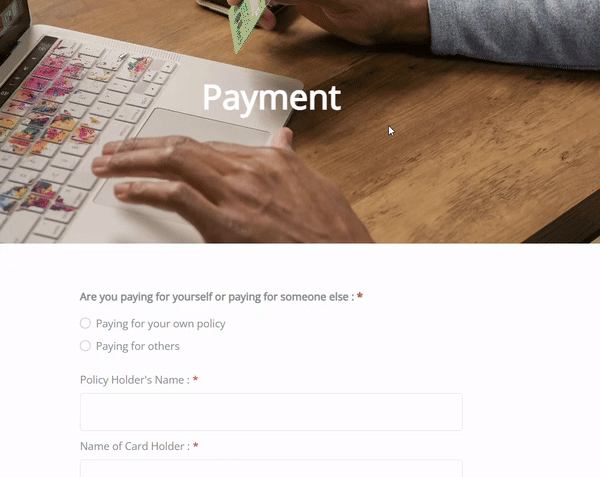 Payment
Are you paying for yourself or paying for someone else : *
Paying for your own policy
Paying for others
Policy Holder's Name : *
Name of Card Holder : *